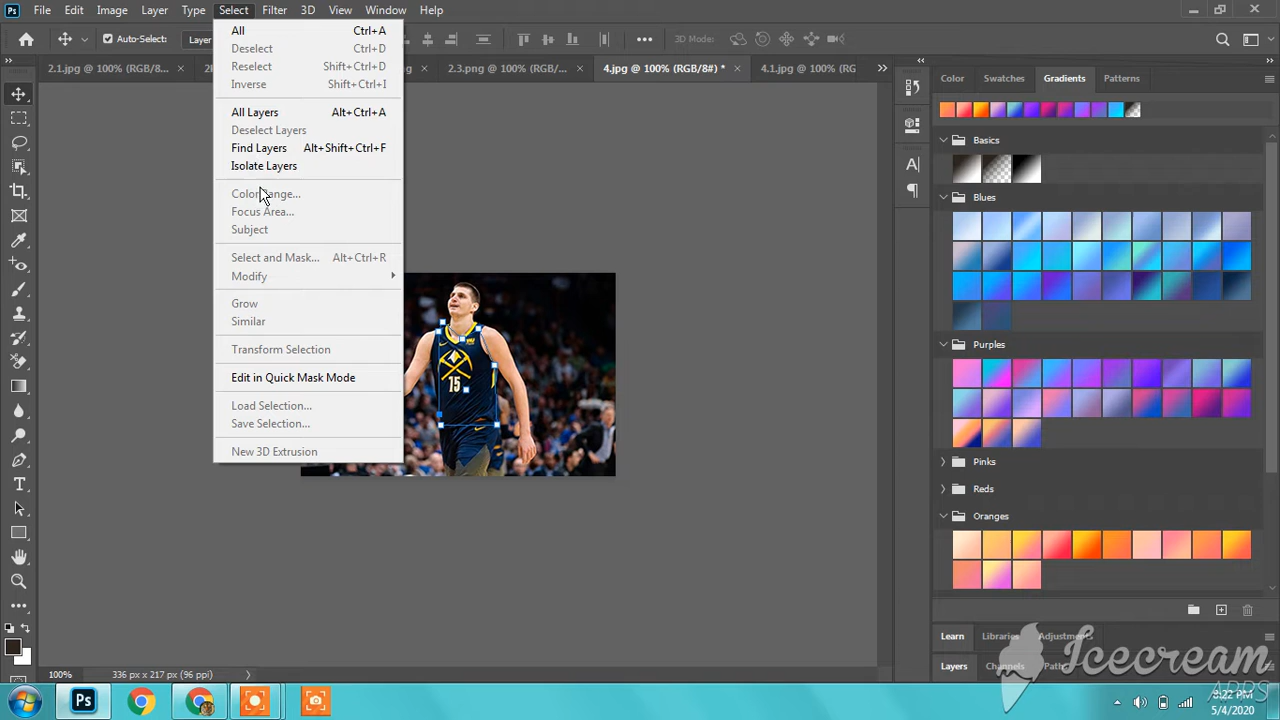 Ps File Edit Image Layer Type Select Filter 3D View Window Help
Auto-Select: Layer 3D Mode:
2.1.jpg @ 100% (RGB/8... × × 2.3.png @ 100% (RGB/... × 4.jpg @ 100% (RGB/8#) * × 4.1.jpg @ 100% (RG
All Ctrl+A
Deselect Ctrl+D
Reselect Shift+Ctrl+D
Inverse Shift+Ctrl+I
All Layers Alt+Ctrl+A
Deselect Layers
Find Layers Alt+Shift+Ctrl+F
Isolate Layers
Color Range...
Focus Area...
Subject
Select and Mask... Alt+Ctrl+R
Modify
Grow
Similar
Transform Selection
Edit in Quick Mask Mode
Load Selection...
Save Selection...
New 3D Extrusion
15
Color Swatches Gradients Patterns
Basics
Blues
Purples
Pinks
Reds
Oranges
Learn Libraries Adjustments
Layers Channels Paths
Icecream
APPS
100% 336 px x 217 px (96 ppi)
Ps
8:22 PM
5/4/2020